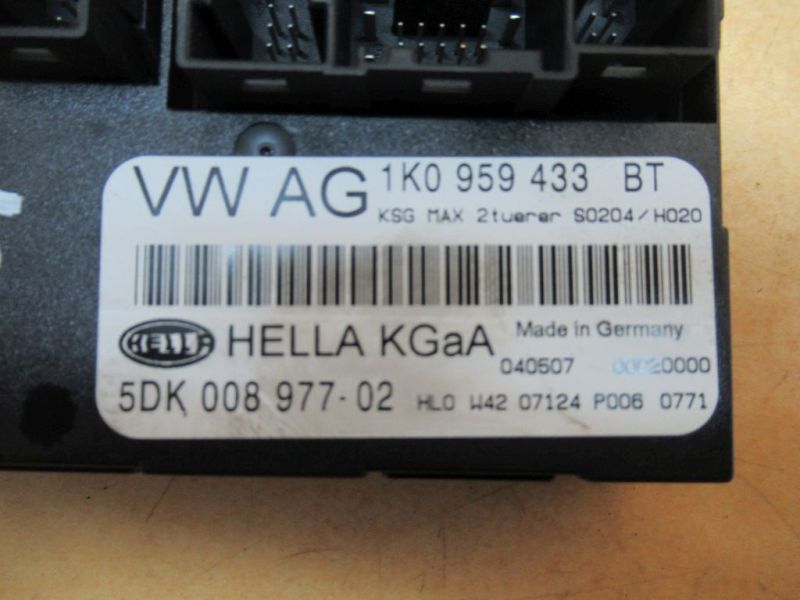 VW AG 1K0 959 433 BT
KSG MAX 2tuerer S0204/H020
HELLA HELLA KGaA Made in Germany
040507 00020000
5DK 008 977-02 HL0 W42 07124 P006 0771